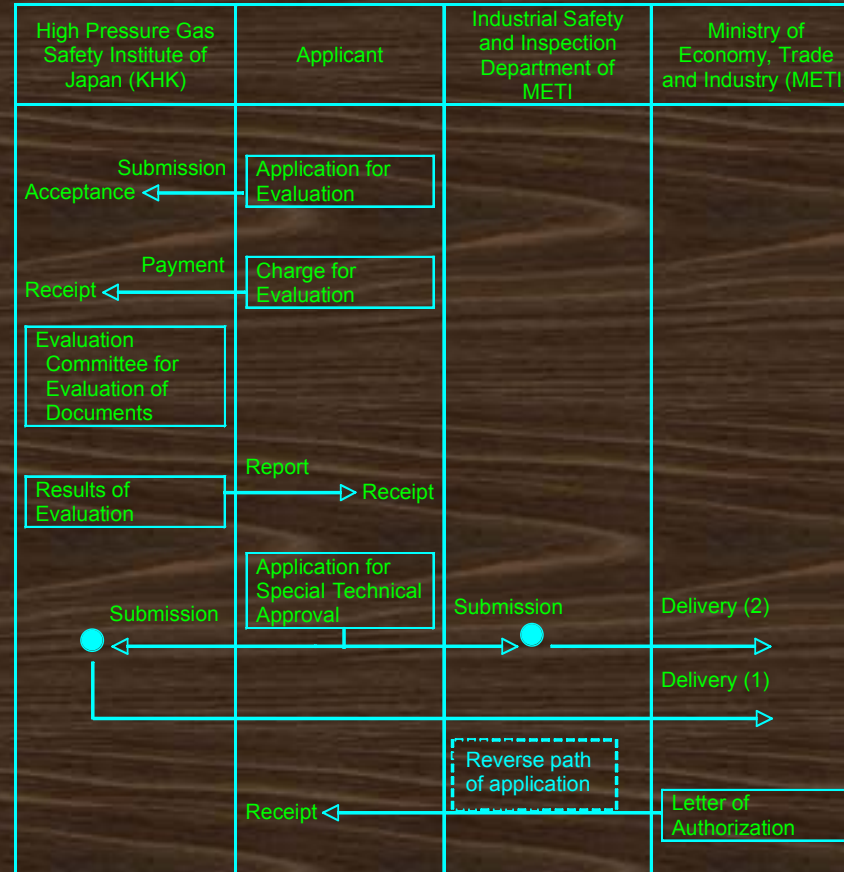 High Pressure Gas
Safety Institute of
Japan (KHK)
Applicant
Industrial Safety
and Inspection
Department of
METI
Ministry of
Economy, Trade
and Industry (METI
Submission
Acceptance
Application for
Evaluation
Payment
Receipt
Charge for
Evaluation
Evaluation
Committee for
Evaluation of
Documents
Results of
Evaluation
Report
Receipt
Application for
Special Technical
Approval
Submission
Submission
Delivery (2)
Delivery (1)
Reverse path
of application
Receipt
Letter of
Authorization